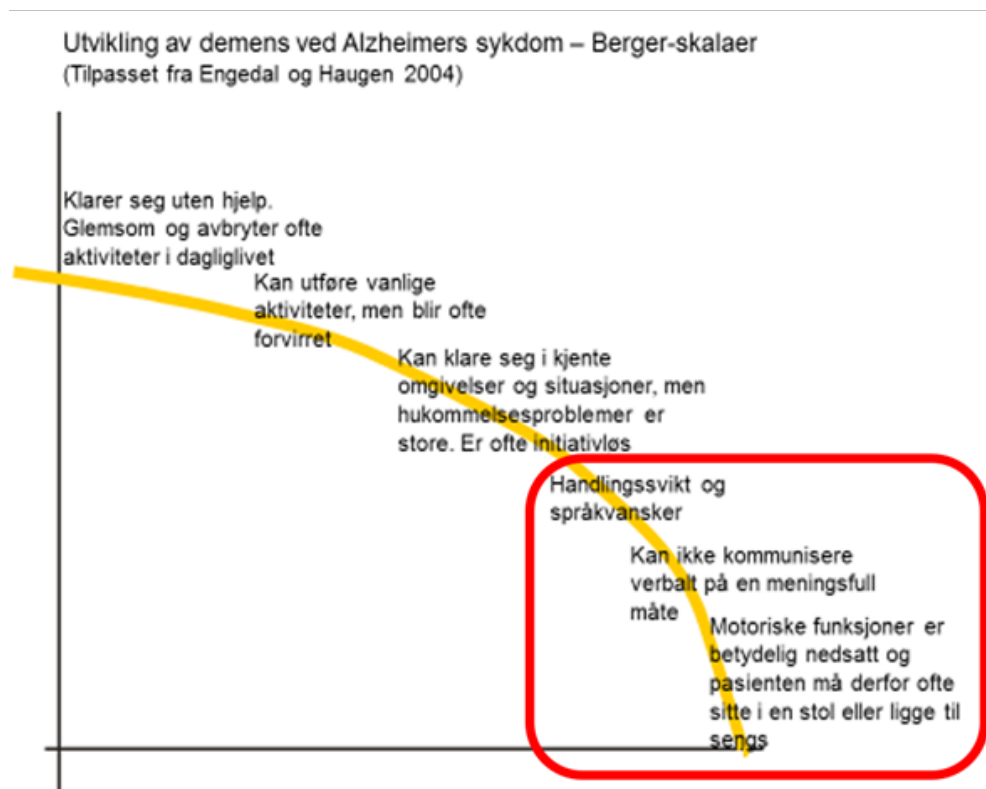 Utvikling av demens ved Alzheimers sykdom – Berger-skalaer
(Tilpasset fra Engedal og Haugen 2004)
Klarer seg uten hjelp.
Glemsom og avbryter ofte
aktiviteter i dagliglivet
Kan utføre vanlige
aktiviteter, men blir ofte
forvirret
Kan klare seg i kjente
omgivelser og situasjoner, men
hukommelsesproblemer er
store. Er ofte initiativløs
Handlingssvikt og
språkvansker
Kan ikke kommunisere
verbalt på en meningsfull
måte
Motoriske funksjoner er
betydelig nedsatt og
pasienten må derfor ofte
sitte i en stol eller ligge til
sengs